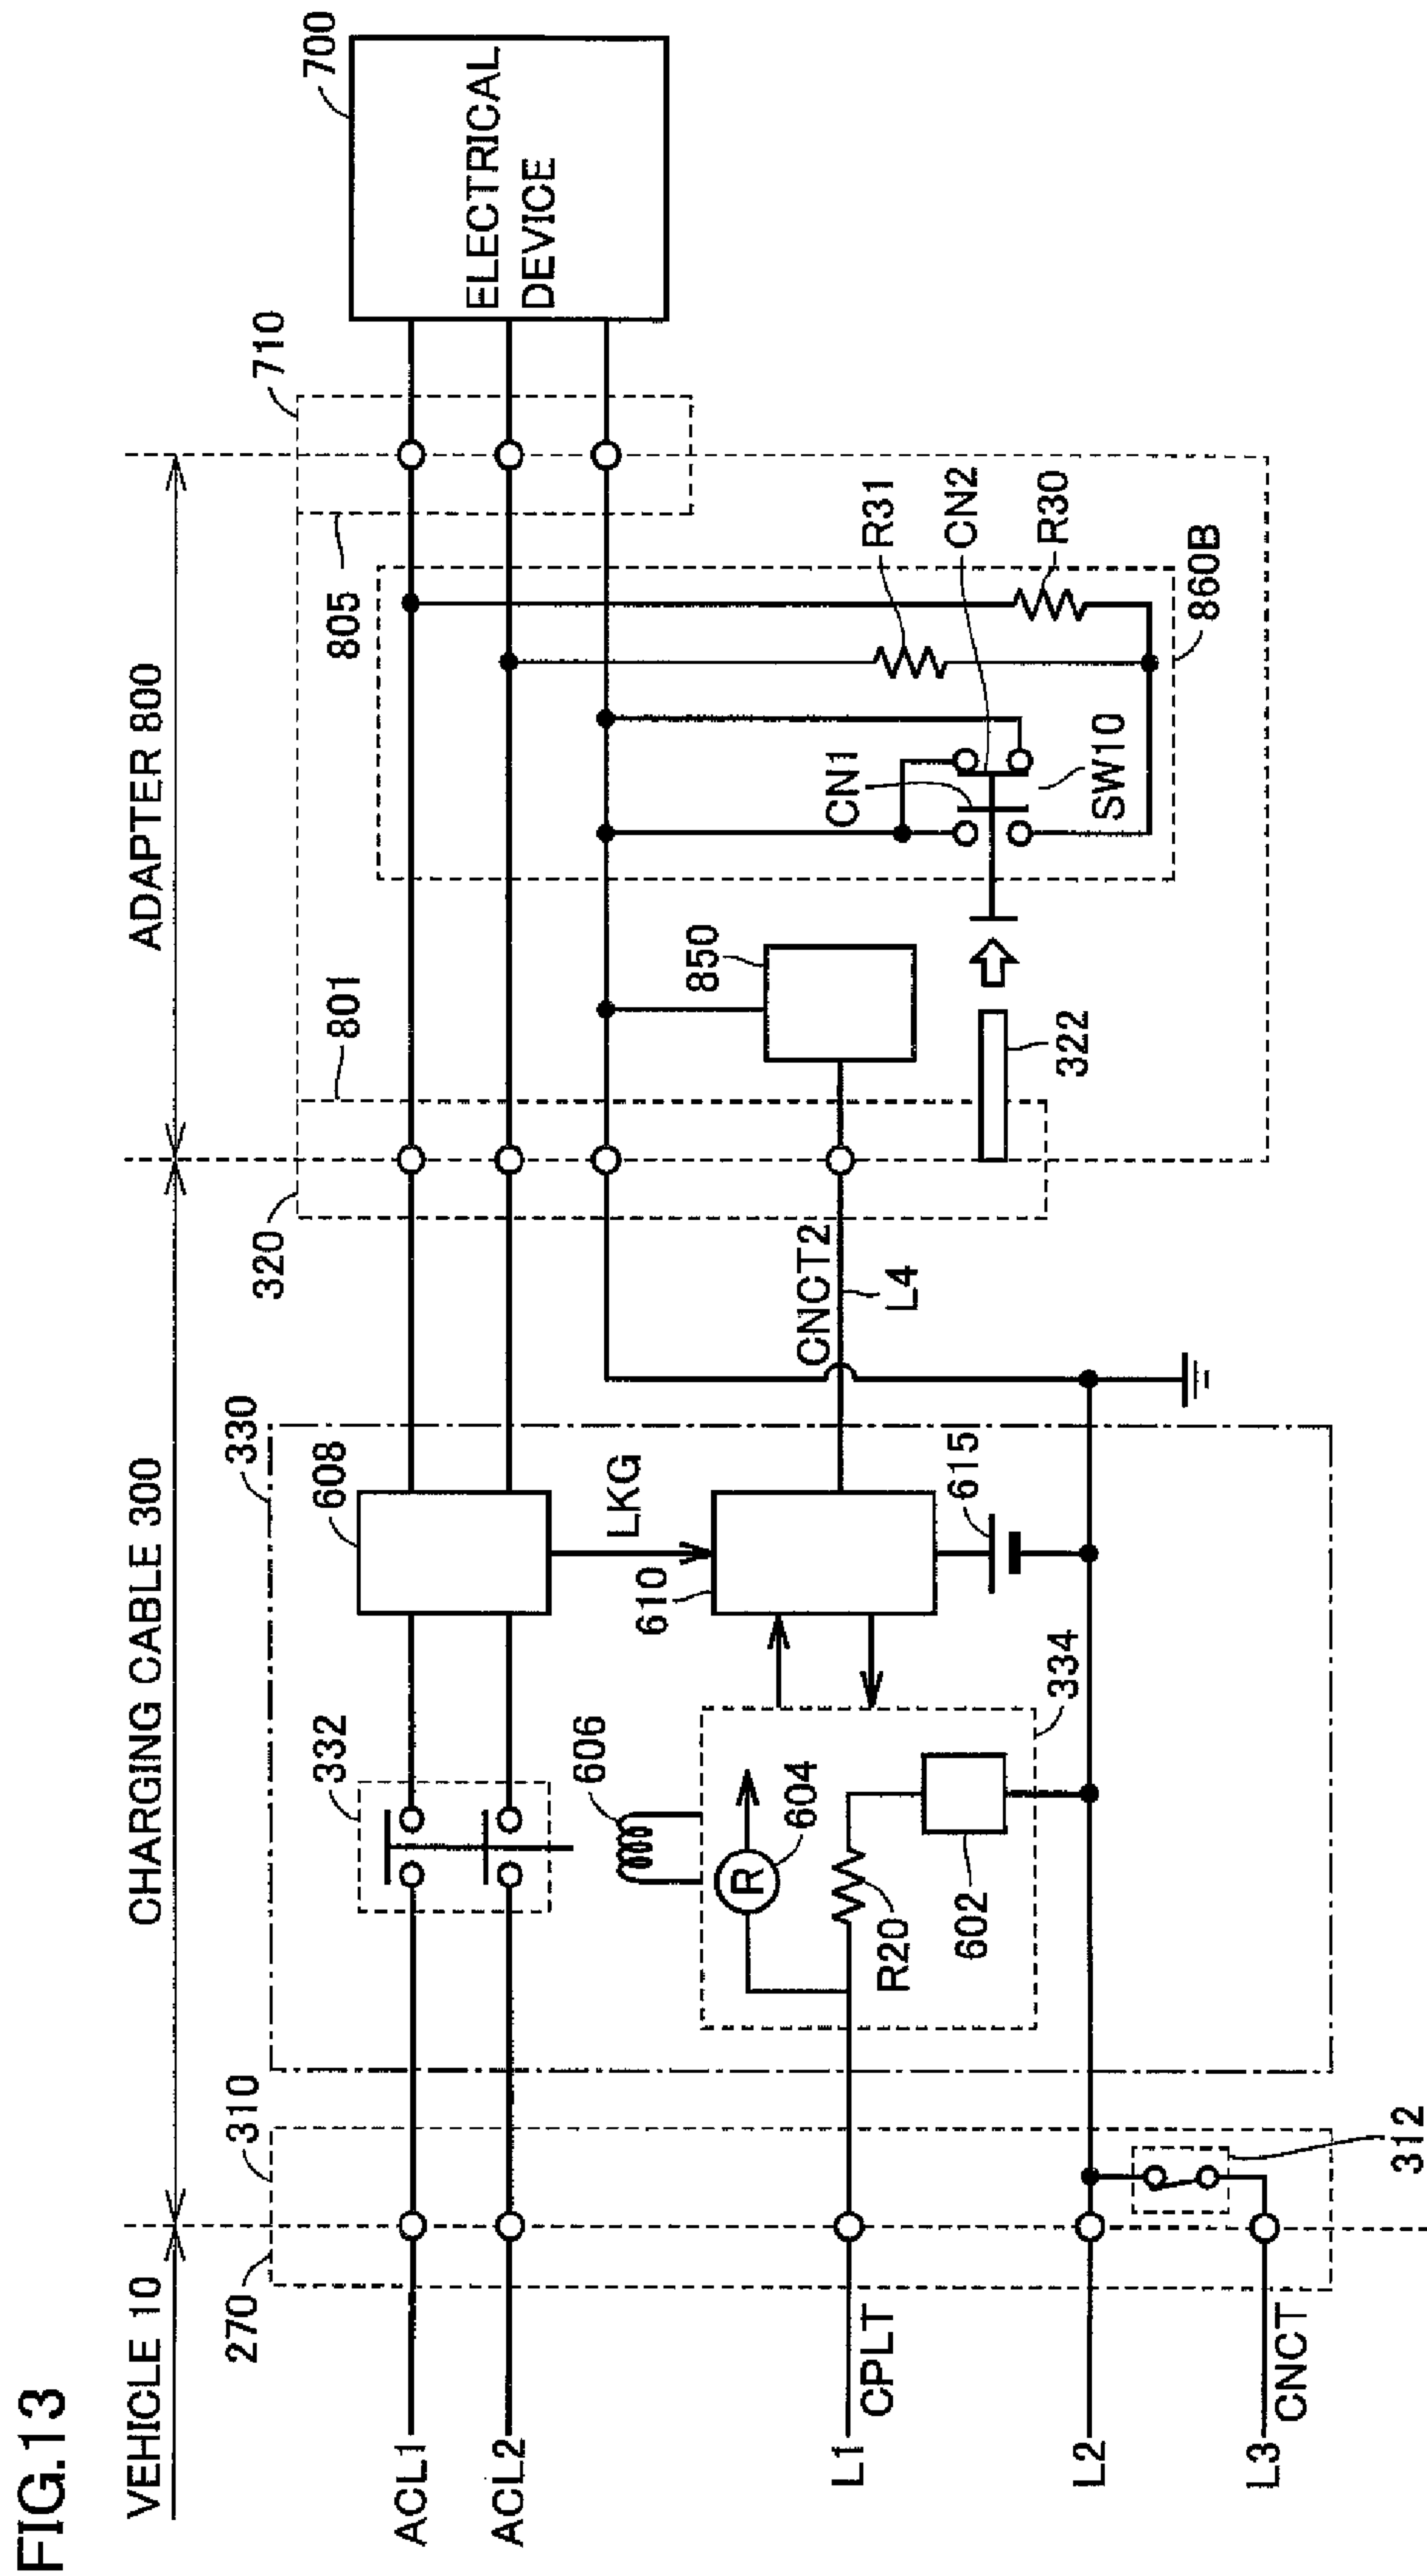 FIG.13
VEHICLE 10
CHARGING CABLE 300
ADAPTER 800
270
310
330
320
801
805
710
700
332
608
ELECTRICAL
DEVICE
ACL1
ACL2
606
LKG
610
850
604
R20
602
334
615
CNCT2
L4
322
CN1
SW10
R31
CN2
R30
860B
L1
CPLT
L2
L3
CNCT
312
R